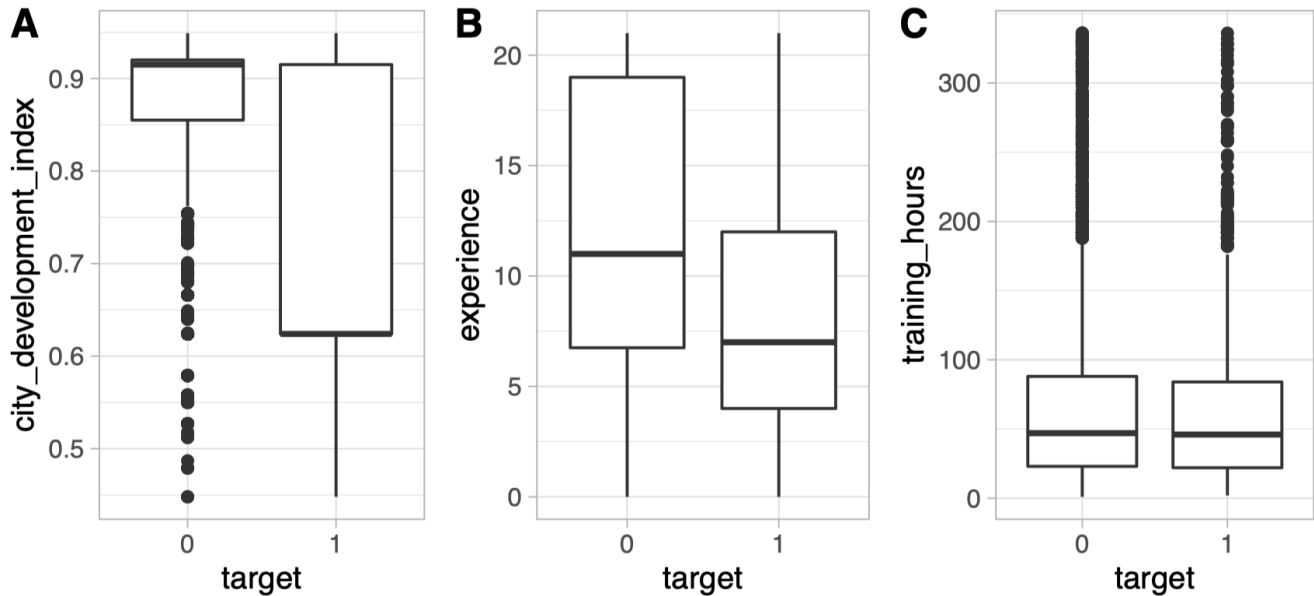 A
city_development_index
0.9
0.8
0.7
0.6
0.5
0
1
target
B
experience
20
15
10
5
0
0
1
target
C
training_hours
300
200
100
0
0
1
target